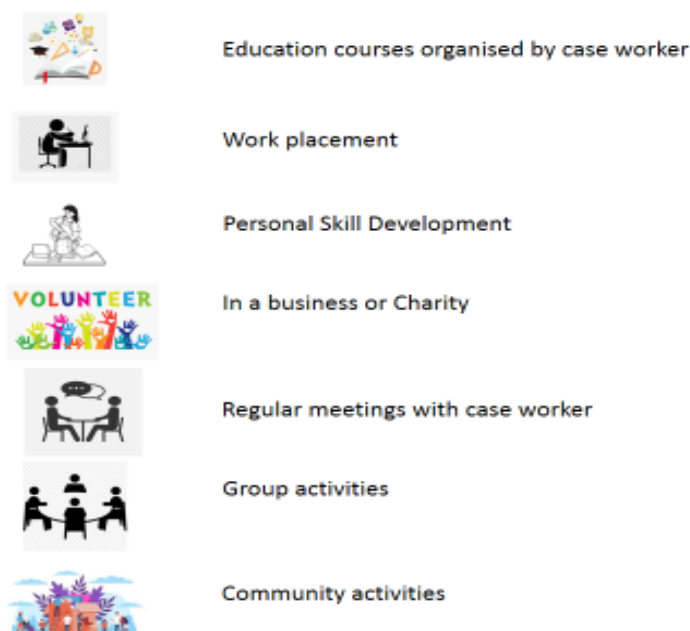 Education courses organised by case worker
Work placement
Personal Skill Development
VOLUNTEER
In a business or Charity
Regular meetings with case worker
Group activities
Community activities